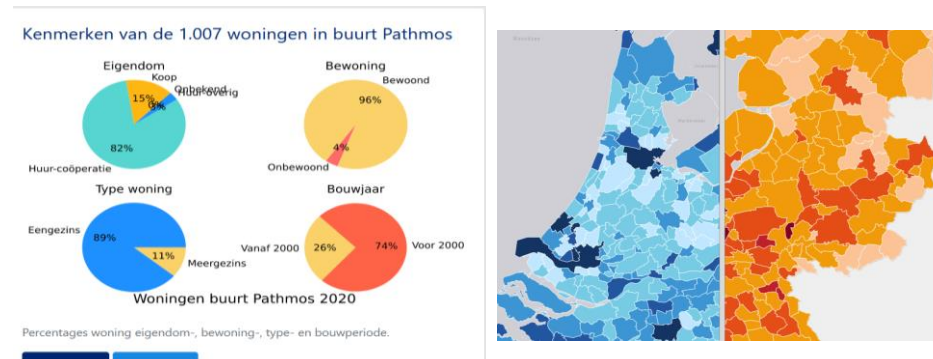 Kenmerken van de 1.007 woningen in buurt Pathmos
Eigendom
Koop
Onbekend
Huur-overig
15%
0%
3%
82%
Huur-coöperatie
Bewoning
Bewoond
96%
4%
Onbewoond
Type woning
Eengezins
89%
11%
Meergezins
Bouwjaar
Vanaf 2000
26%
74%
Voor 2000
Woningen buurt Pathmos 2020
Percentages woning eigendom-, bewoning-, type- en bouwperiode.